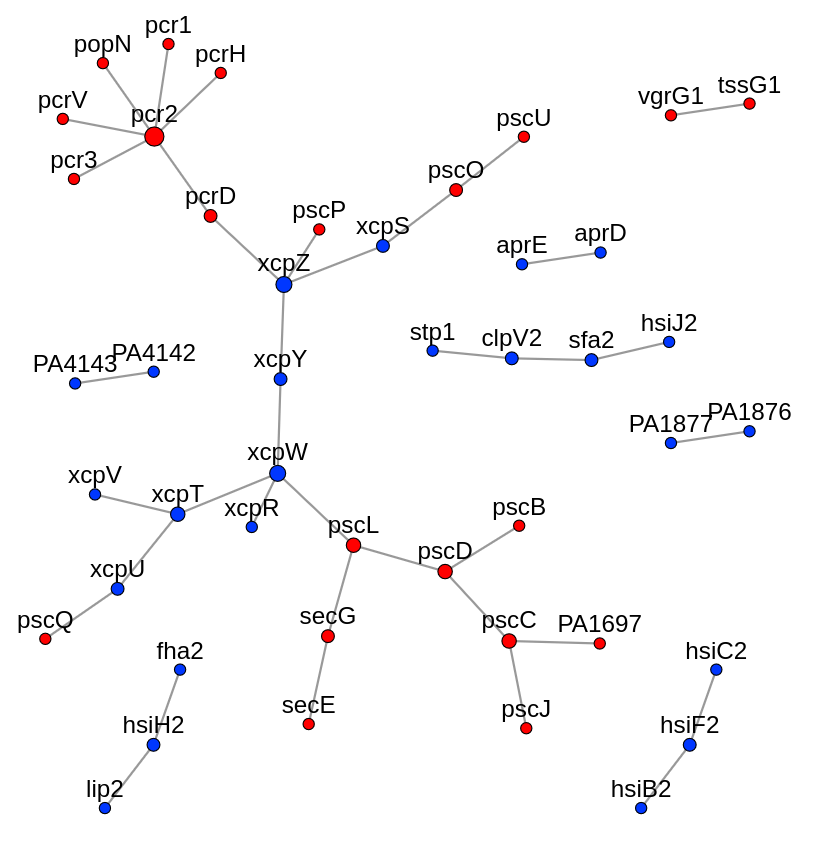 pcr1
popN
pcrH
tssG1
pcrV
vgrG1
pcr2
pscU
pcr3
pscO
pcrD
pscP
xcpS
aprD
aprE
xcpZ
hsiJ2
stp1
clpV2
sfa2
PA4142
PA4143
xcpY
PA1876
PA1877
xcpW
xcpV
xcpT
xcpR
pscB
pscL
pscD
xcpU
pscQ
secG
pscC
PA1697
fha2
hsiC2
secE
pscJ
hsiH2
hsiF2
lip2
hsiB2